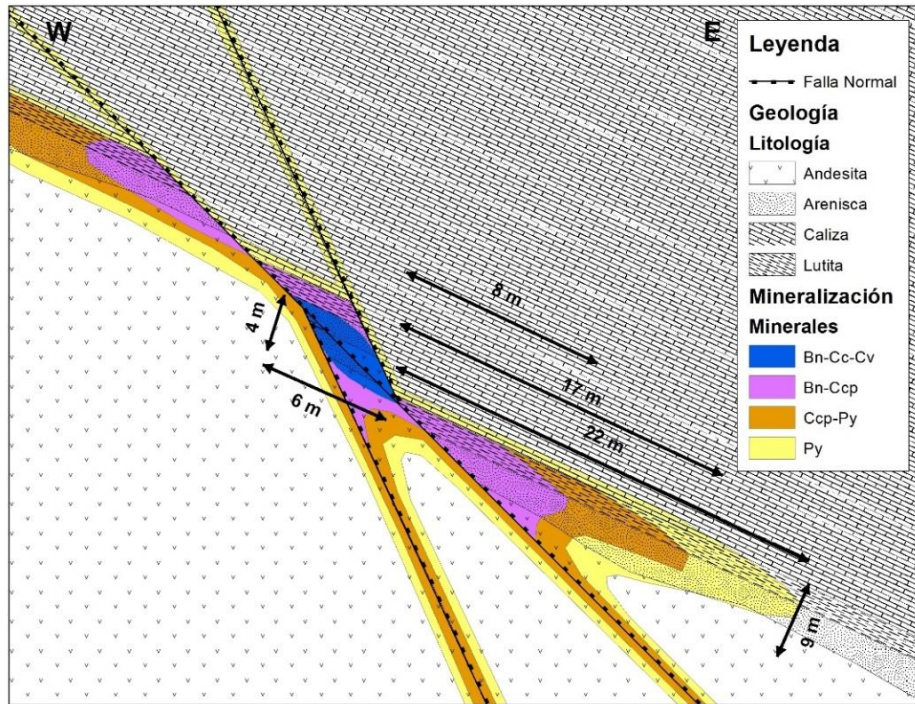 W
E
Leyenda
Falla Normal
Geología
Litología
Andesita
Arenisca
Caliza
Lutita
Mineralización
Minerales
Bn-Cc-Cv
Bn-Ccp
Ccp-Py
Py
8 m
4 m
17 m
6 m
22 m
9 m